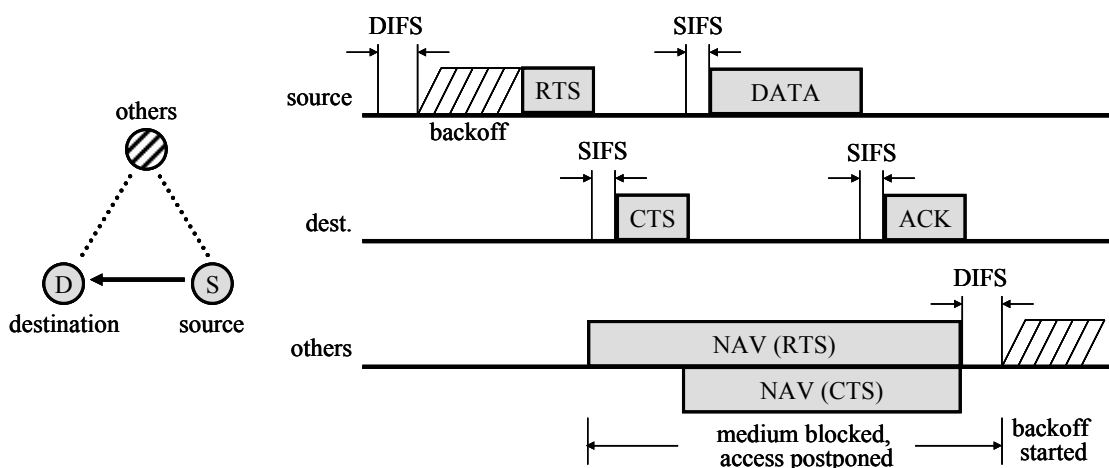 others
D
S
destination
source
DIFS
SIFS
source
RTS
DATA
backoff
SIFS
SIFS
dest.
CTS
ACK
DIFS
others
NAV (RTS)
NAV (CTS)
medium blocked,
access postponed
backoff
started